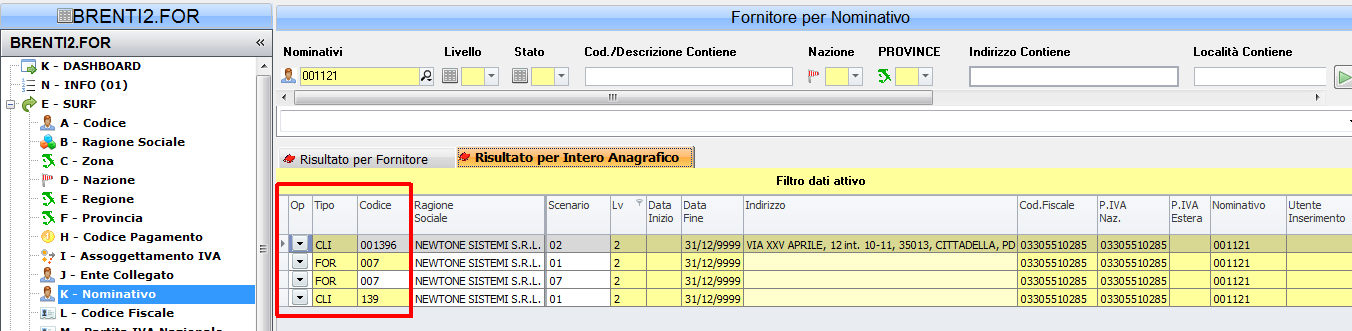 BRENTI2.FOR
BRENTI2.FOR «
K - DASHBOARD
N - INFO (01)
E - SURF
A - Codice
B - Ragione Sociale
C - Zona
D - Nazione
E - Regione
F - Provincia
H - Codice Pagamento
I - Assoggettamento IVA
J - Ente Collegato
K - Nominativo
L - Codice Fiscale
M - Partita IVA Nazionale
Fornitore per Nominativo
Nominativi Livello Stato Cod./Descrizione Contiene Nazione PROVINCE Indirizzo Contiene Località Contiene
001121
Risultato per Fornitore Risultato per Intero Anagrafico
Filtro dati attivo
Op Tipo Codice Ragione Sociale Scenario Lv Data Inizio Data Fine Indirizzo Cod.Fiscale P.IVA Naz. P.IVA Estera Nominativo Utente Inserimento
CLI 001396 NEWTONE SISTEMI S.R.L. 02 2 31/12/9999 VIA XXV APRILE, 12 int. 10-11, 35013, CITTADELLA, PD 03305510285 03305510285 001121
FOR 007 NEWTONE SISTEMI S.R.L. 01 2 31/12/9999 03305510285 03305510285 001121
FOR 007 NEWTONE SISTEMI S.R.L. 07 2 31/12/9999 03305510285 03305510285 001121
CLI 139 NEWTONE SISTEMI S.R.L. 01 2 31/12/9999 03305510285 03305510285 001121